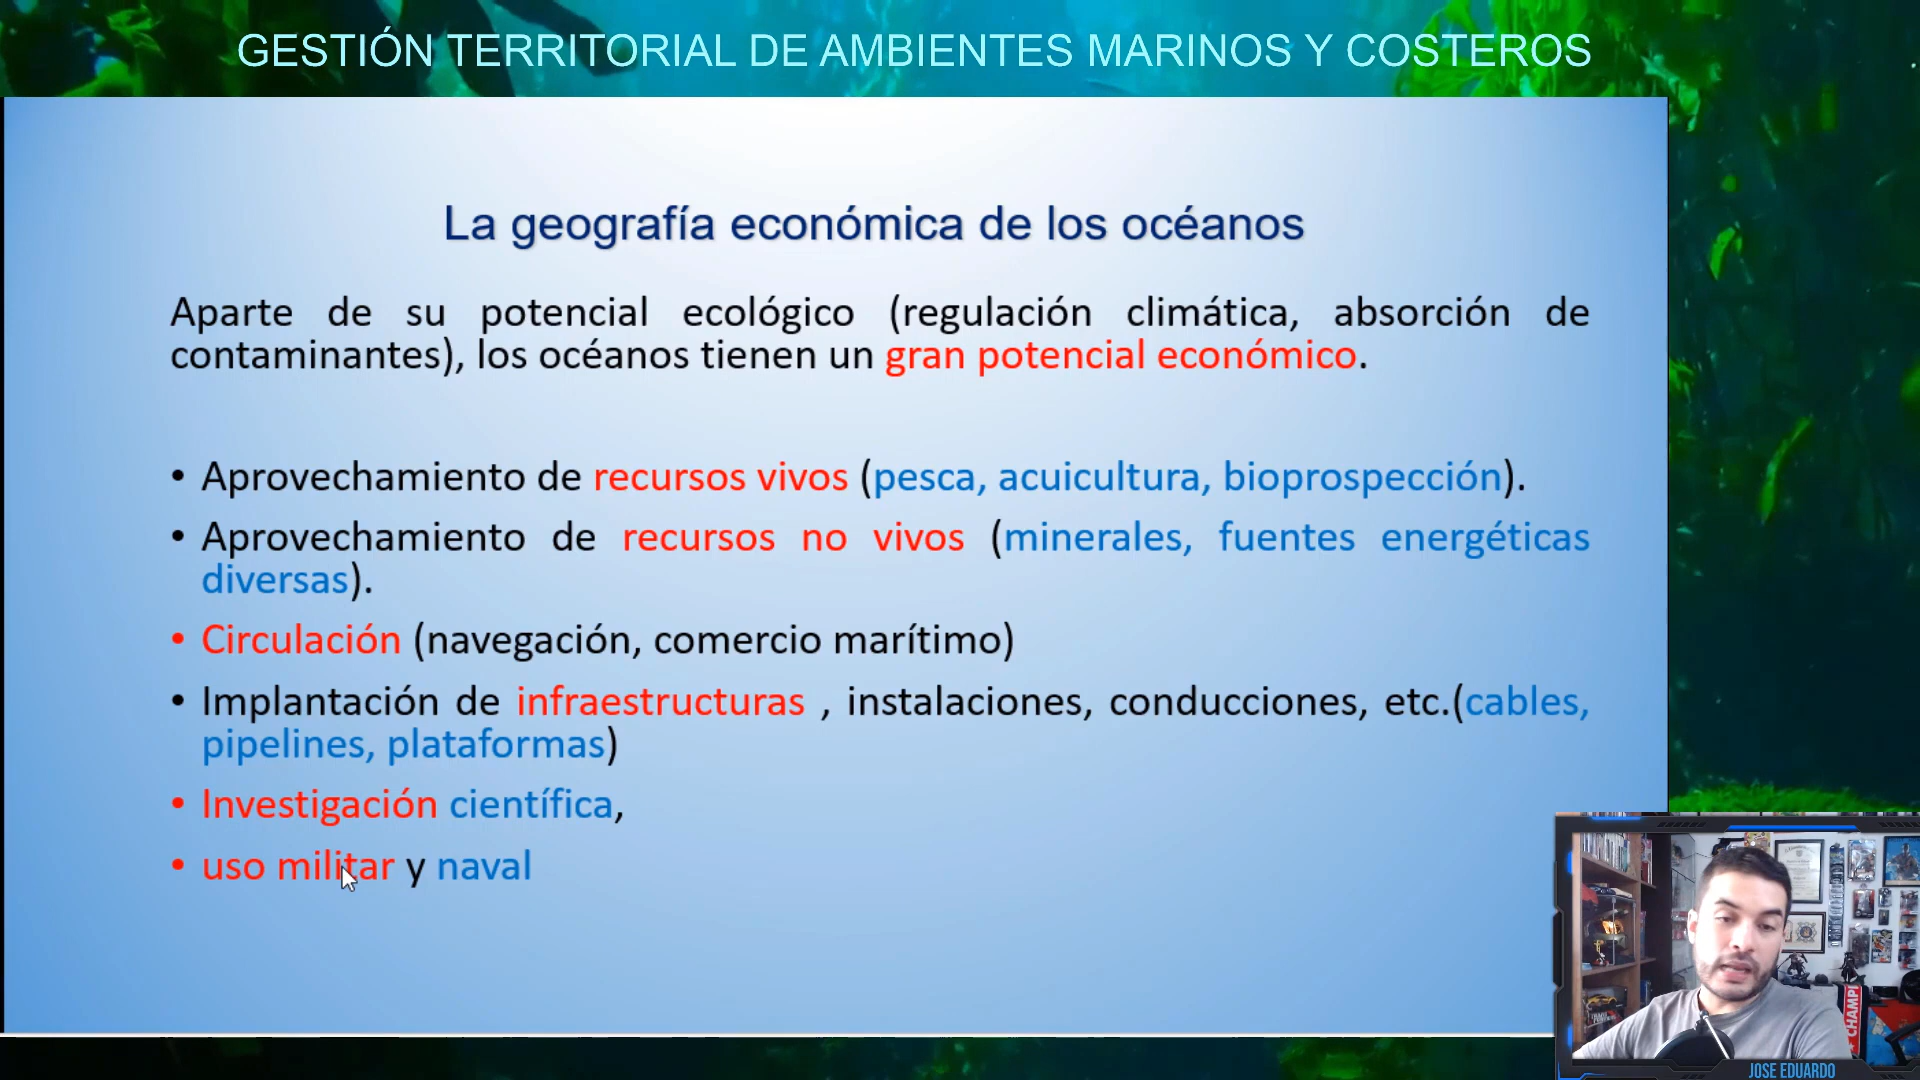 GESTIÓN TERRITORIAL DE AMBIENTES MARINOS Y COSTEROS
La geografía económica de los océanos
Aparte de su potencial ecológico (regulación climática, absorción de
contaminantes), los océanos tienen un gran potencial económico.
• Aprovechamiento de recursos vivos (pesca, acuicultura, bioprospección).
• Aprovechamiento de recursos no vivos (minerales, fuentes energéticas
diversas).
• Circulación (navegación, comercio marítimo)
• Implantación de infraestructuras , instalaciones, conducciones, etc.(cables,
pipelines, plataformas)
• Investigación científica,
• uso militar y naval
CHAMPI
JOSE EDUARDO